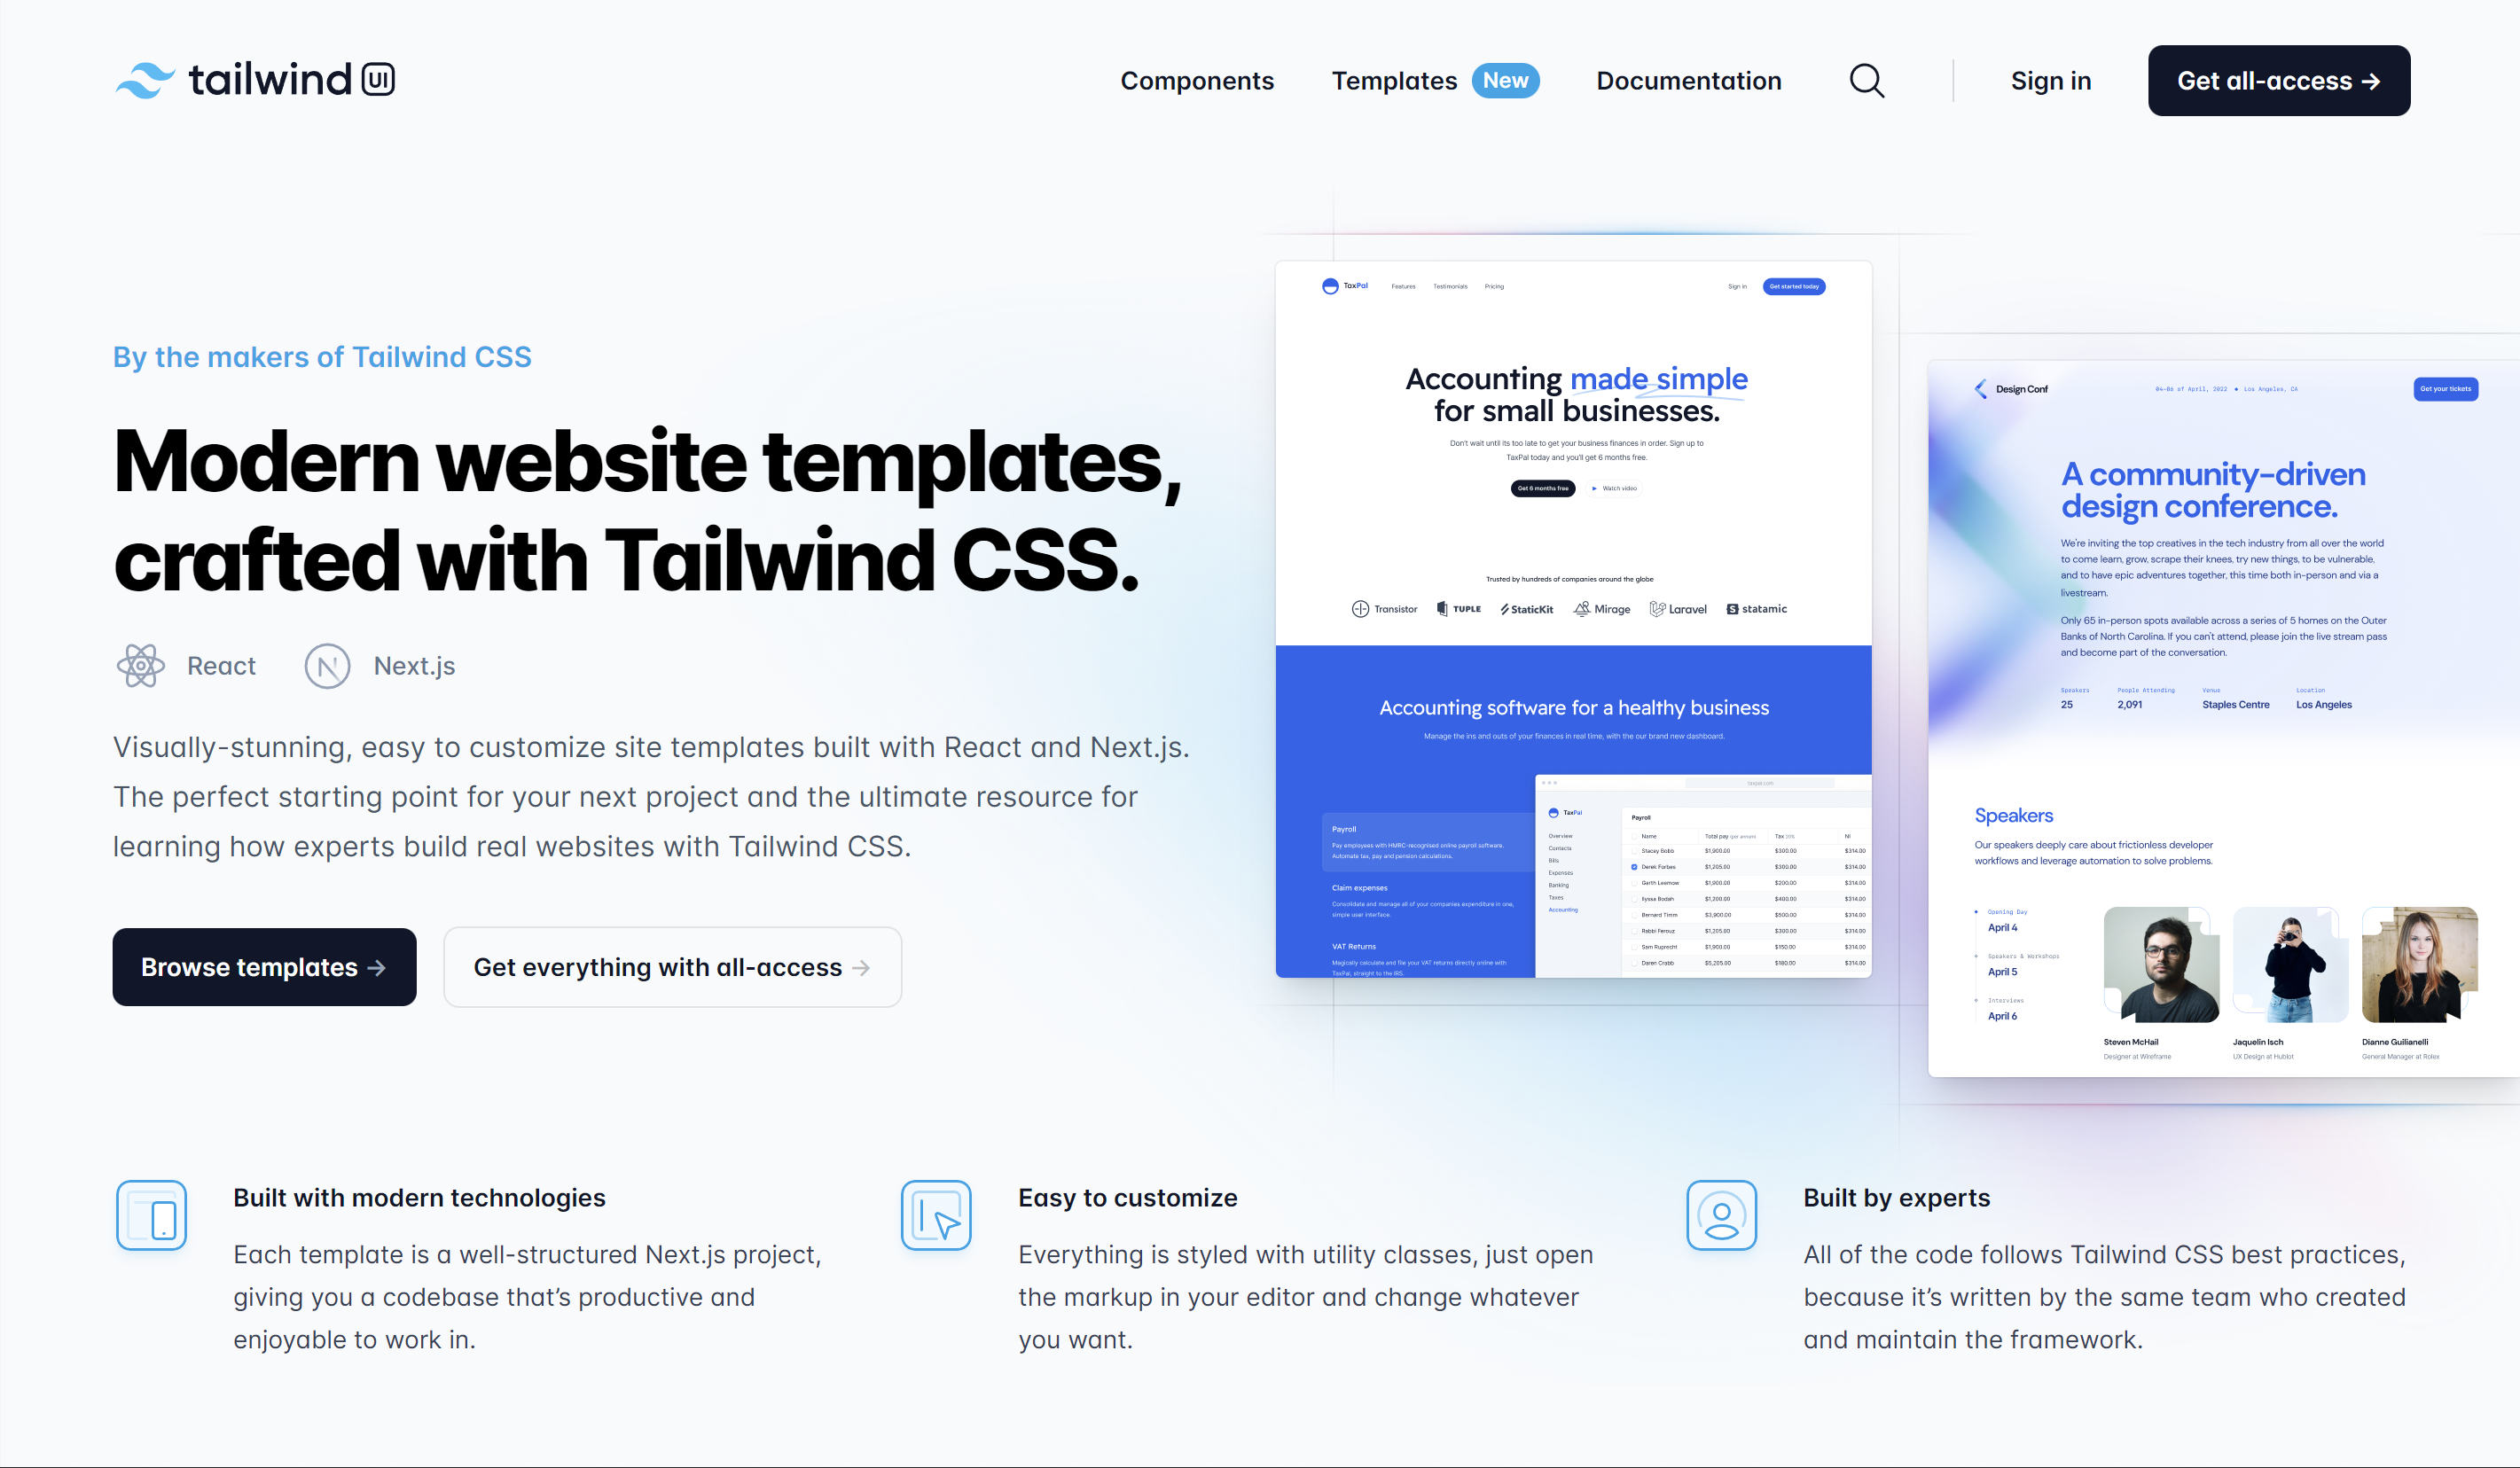 tailwind UI
Components
Templates New
Documentation
Sign in
Get all-access →
By the makers of Tailwind CSS
Modern website templates,
crafted with Tailwind CSS.
React
Next.js
Visually-stunning, easy to customize site templates built with React and Next.js.
The perfect starting point for your next project and the ultimate resource for
learning how experts build real websites with Tailwind CSS.
Browse templates →
Get everything with all-access →
TaxPal
Features
Testimonials
Pricing
Sign in
Get started today
Accounting made simple
for small businesses.
Don't wait until its too late to get your business finances in order. Sign up to
TaxPal today and you'll get 6 months free.
Get 6 months free
Watch video
Trusted by hundreds of companies around the globe
Transistor
TUPLE
StaticKit
Mirage
Laravel
statamic
Accounting software for a healthy business
Manage the ins and outs of your finances in real time, with the our brand new dashboard.
Payroll
Pay employees with HMRC-recognised online payroll software.
Automate tax, pay and pension calculations.
Claim expenses
Consolidate and manage all of your companies expenditure in one,
simple user interface.
VAT Returns
Magically calculate and file your VAT returns directly online with
TaxPal, straight to the IRS.
taxpal.com
TaxPal
Overview
Contacts
Bills
Expenses
Banking
Taxes
Accounting
Payroll
Name Total pay (per annum) Tax 20% NI
Stacey Bobb $1,900.00 $300.00 $314.00
Derek Forbes $1,205.00 $300.00 $314.00
Garth Leemow $1,900.00 $200.00 $314.00
Ilyssa Bodah $1,200.00 $400.00 $314.00
Bernard Timm $3,900.00 $500.00 $314.00
Rabbi Ferouz $1,205.00 $300.00 $314.00
Sam Ruprecht $1,900.00 $150.00 $314.00
Daren Crabb $5,205.00 $180.00 $314.00
Design Conf
04-06 of April, 2022
Los Angeles, CA
Get your tickets
A community-driven
design conference.
We're inviting the top creatives in the tech industry from all over the world
to come learn, grow, scrape their knees, try new things, to be vulnerable,
and to have epic adventures together, this time both in-person and via a
livestream.
Only 65 in-person spots available across a series of 5 homes on the Outer
Banks of North Carolina. If you can't attend, please join the live stream pass
and become part of the conversation.
Speakers
25
People Attending
2,091
Venue
Staples Centre
Location
Los Angeles
Speakers
Our speakers deeply care about frictionless developer
workflows and leverage automation to solve problems.
Opening Day
April 4
Speakers & Workshops
April 5
Interviews
April 6
Steven McHail
Designer at Wireframe
Jaquelin Isch
UX Design at Hublot
Dianne Guilianelli
General Manager at Rolex
Built with modern technologies
Each template is a well-structured Next.js project,
giving you a codebase that’s productive and
enjoyable to work in.
Easy to customize
Everything is styled with utility classes, just open
the markup in your editor and change whatever
you want.
Built by experts
All of the code follows Tailwind CSS best practices,
because it’s written by the same team who created
and maintain the framework.